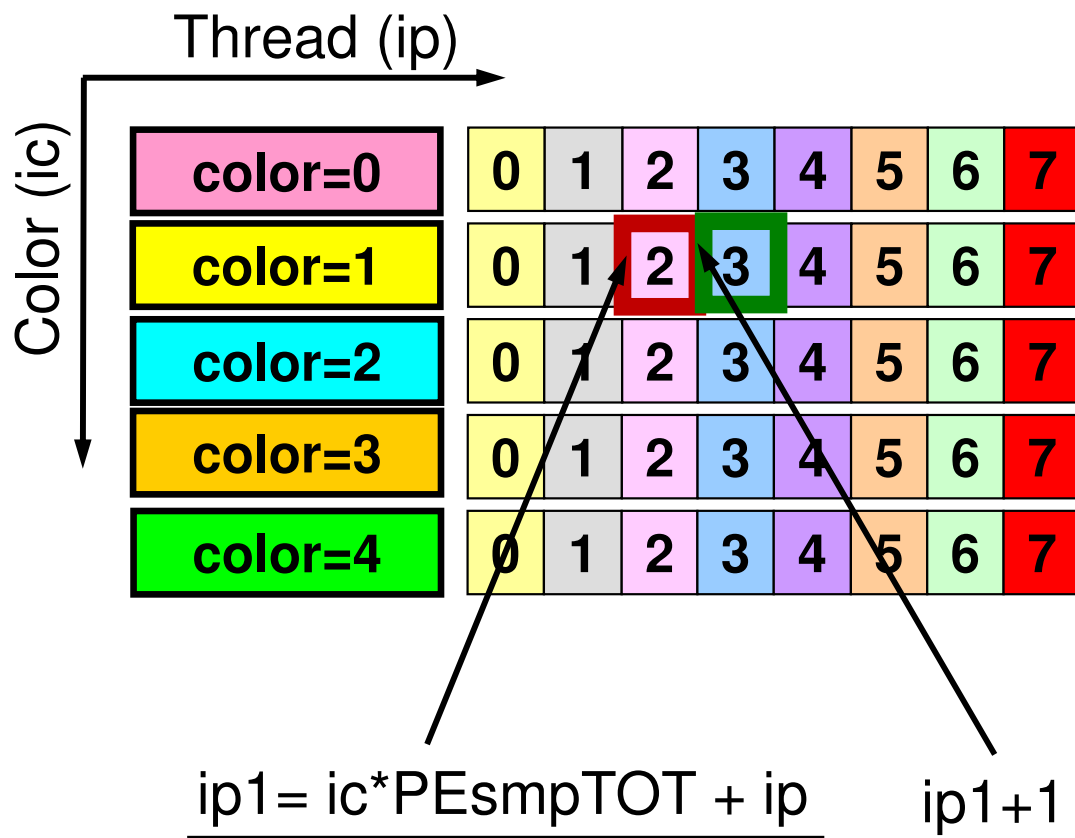 Thread (ip)
Color (ic)
color=0 0 1 2 3 4 5 6 7
color=1 0 1 2 3 4 5 6 7
color=2 0 1 2 3 4 5 6 7
color=3 0 1 2 3 4 5 6 7
color=4 0 1 2 3 4 5 6 7
ip1= ic*PEsmpTOT + ip ip1+1